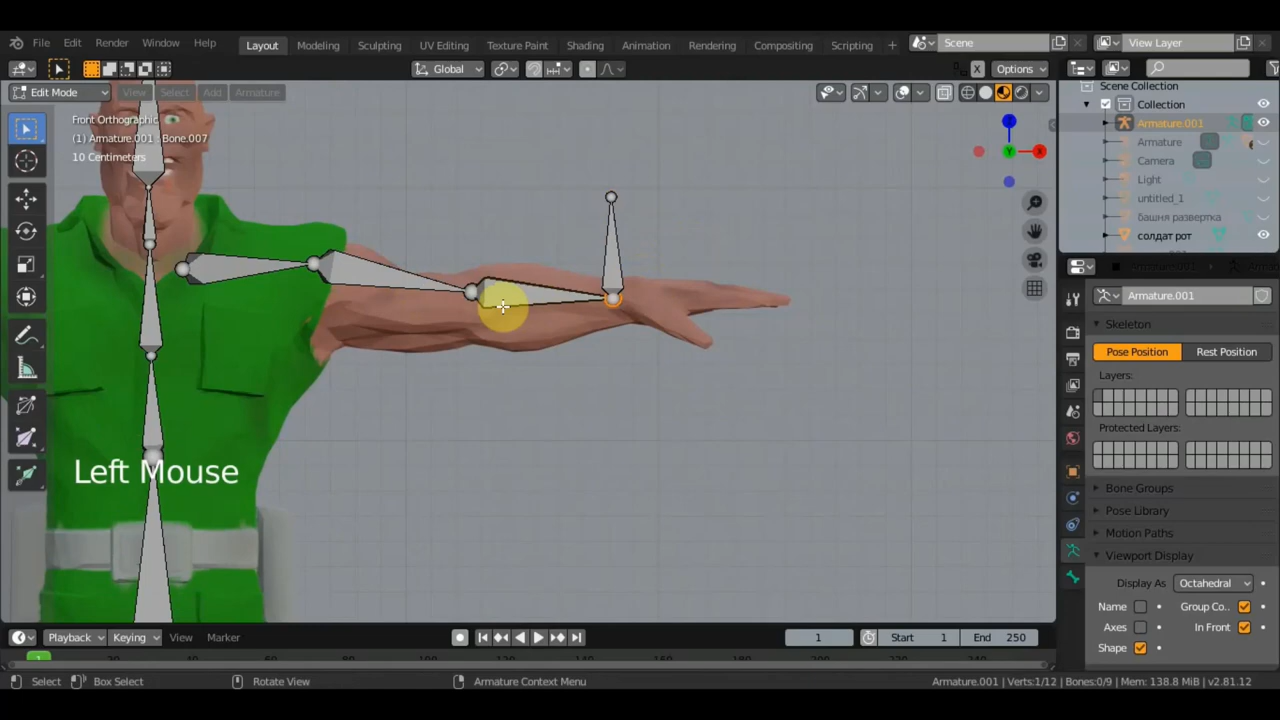 File Edit Render Window Help Layout Modeling Sculpting UV Editing Texture Paint Shading Animation Rendering Compositing Scripting + Scene View Layer
Global X Options
Edit Mode View Select Add Armature
Front Orthographic
(1) Armature.001 : Bone.007
10 Centimeters
Z
Y
X
Scene Collection
Collection
Armature.001
Armature
Camera
Light
untitled_1
башня развертка
солдат рот
Armature.001
Skeleton
Pose Position Rest Position
Layers:
Protected Layers:
Bone Groups
Pose Library
Motion Paths
Viewport Display
Display As Octahedral
Name Group Co..
Axes In Front
Shape
Left Mouse
Playback Keying View Marker 1 Start 1 End 250
1
Select Box Select Rotate View Armature Context Menu Armature.001 | Verts:1/12 | Bones:0/9 | Mem: 138.8 MiB | v2.81.12